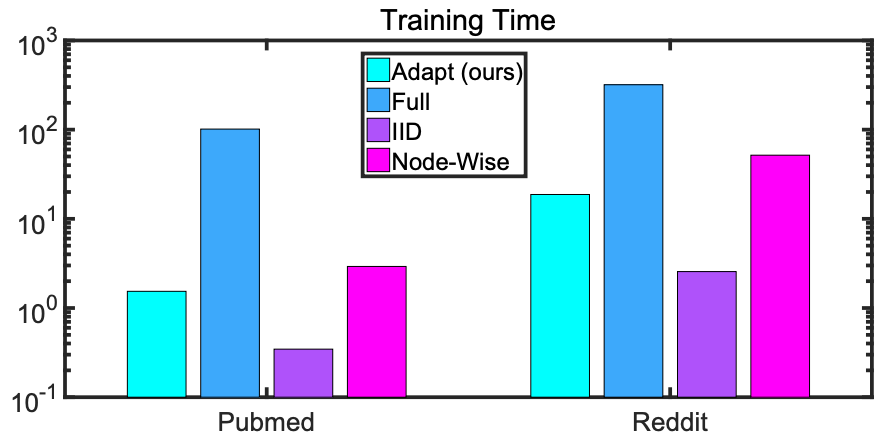 Training Time
10^3
10^2
10^1
10^0
10^-1
Adapt (ours)
Full
IID
Node-Wise
Pubmed
Reddit